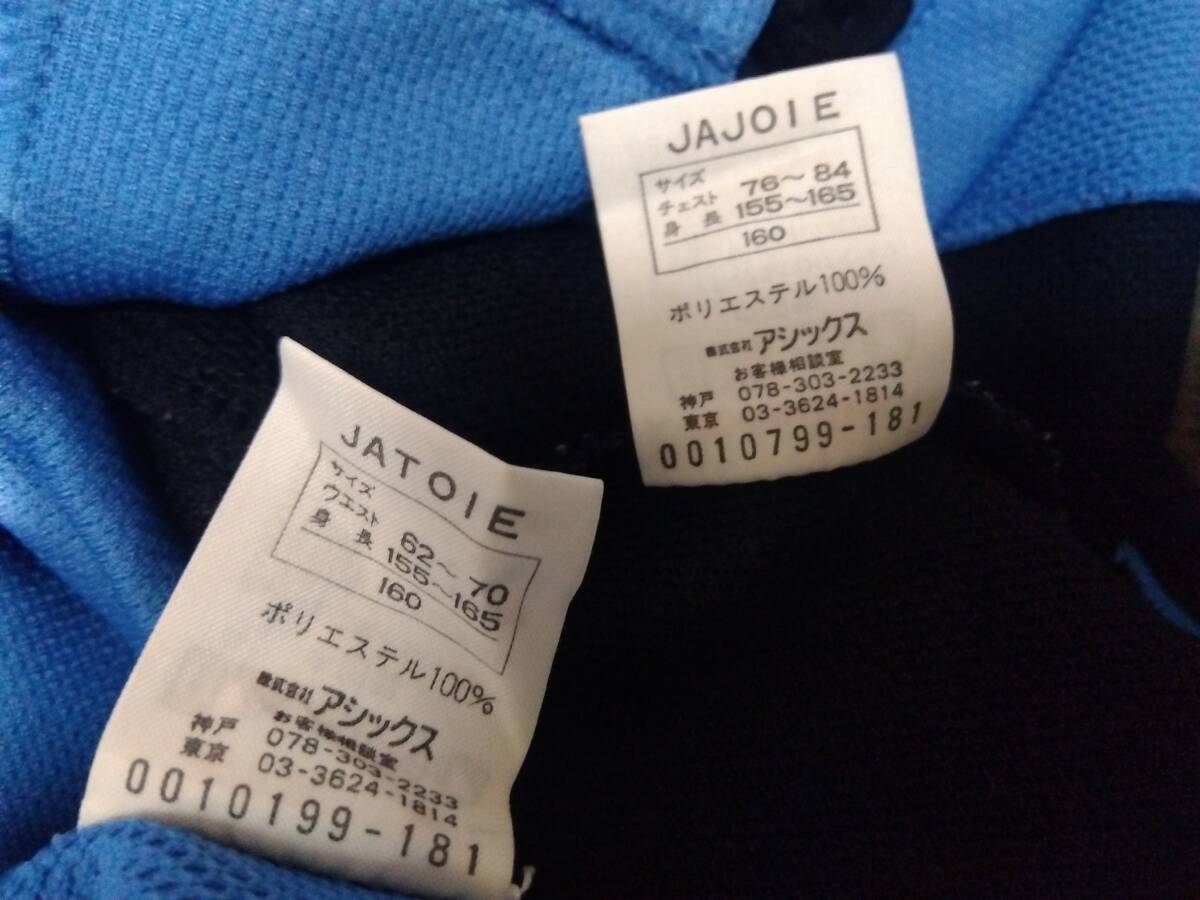 JAJOIE
サイズ
チェスト 76〜84
身長 155〜165
160
ポリエステル100%
株式会社アシックス
お客様相談室
神戸 078-303-2233
東京 03-3624-1814
0010799-181
JATOIE
サイズ
ウエスト 62〜70
身長 155〜165
160
ポリエステル100%
株式会社アシックス
お客様相談室
神戸 078-303-2233
東京 03-3624-1814
0010199-181